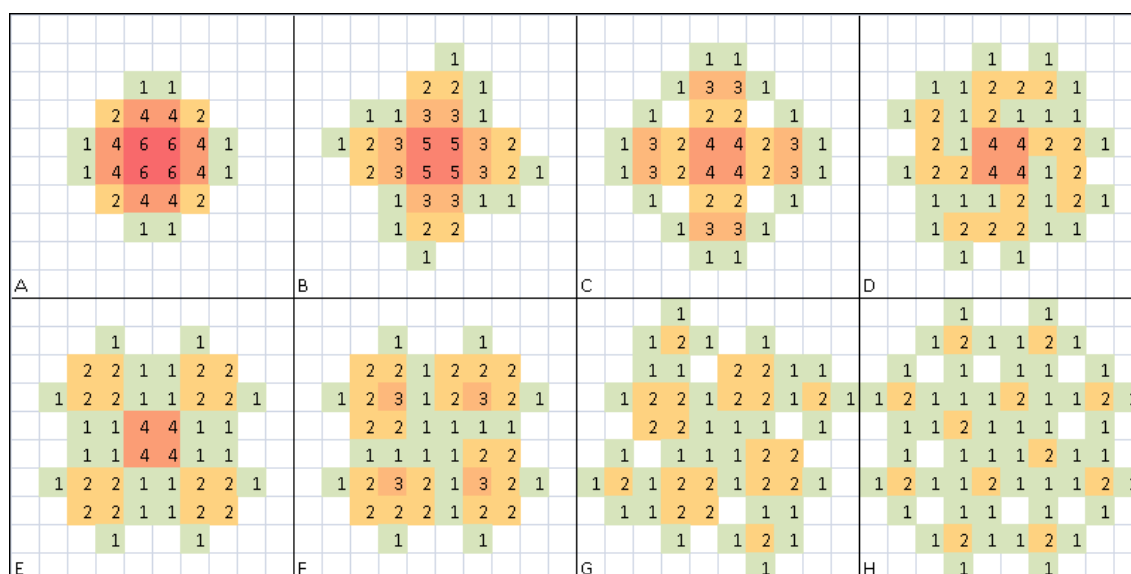 1 1
2 4 4 2
1 4 6 6 4 1
1 4 6 6 4 1
2 4 4 2
1 1
A
1
2 2 1
1 1 3 3 1
1 2 3 5 5 3 2
2 3 5 5 3 2 1
1 3 3 1 1
1 2 2
1
B
1 1
1 3 3 1
1 2 2 1
1 3 2 4 4 2 3 1
1 3 2 4 4 2 3 1
1 2 2 1
1 3 3 1
1 1
C
1 1
1 1 2 2 2 1
1 2 1 2 1 1 1
2 1 4 4 2 2 1
1 2 2 4 4 1 2
1 1 1 2 1 2 1
1 2 2 2 1 1
1 1
D
1 1
2 2 1 1 2 2
1 2 2 1 1 2 2 1
1 1 4 4 1 1
1 1 4 4 1 1
1 2 2 1 1 2 2 1
2 2 1 1 2 2
1 1
E
1 1
2 2 1 2 2 2
1 2 3 1 2 3 2 1
2 2 1 1 1 1
1 1 1 1 2 2
1 2 3 2 1 3 2 1
2 2 2 1 2 2
1 1
F
1
1 2 1 1
1 1 2 2 1 1
1 2 2 1 2 2 1 2 1
2 2 1 1 1 1
1 1 1 1 2 2
1 2 1 2 2 1 2 2 1
1 1 2 2 1 1
1 1 2 1
1
G
1 1
1 2 1 1 2 1
1 1
1 2 1 1 1 2 1 1 2
1 1 2 1 1 1 1
1 1 1 1 2 1 1
1 2 1 1 2 1 1 1 2
1 1
1 2 1 1 2 1
1 1
H